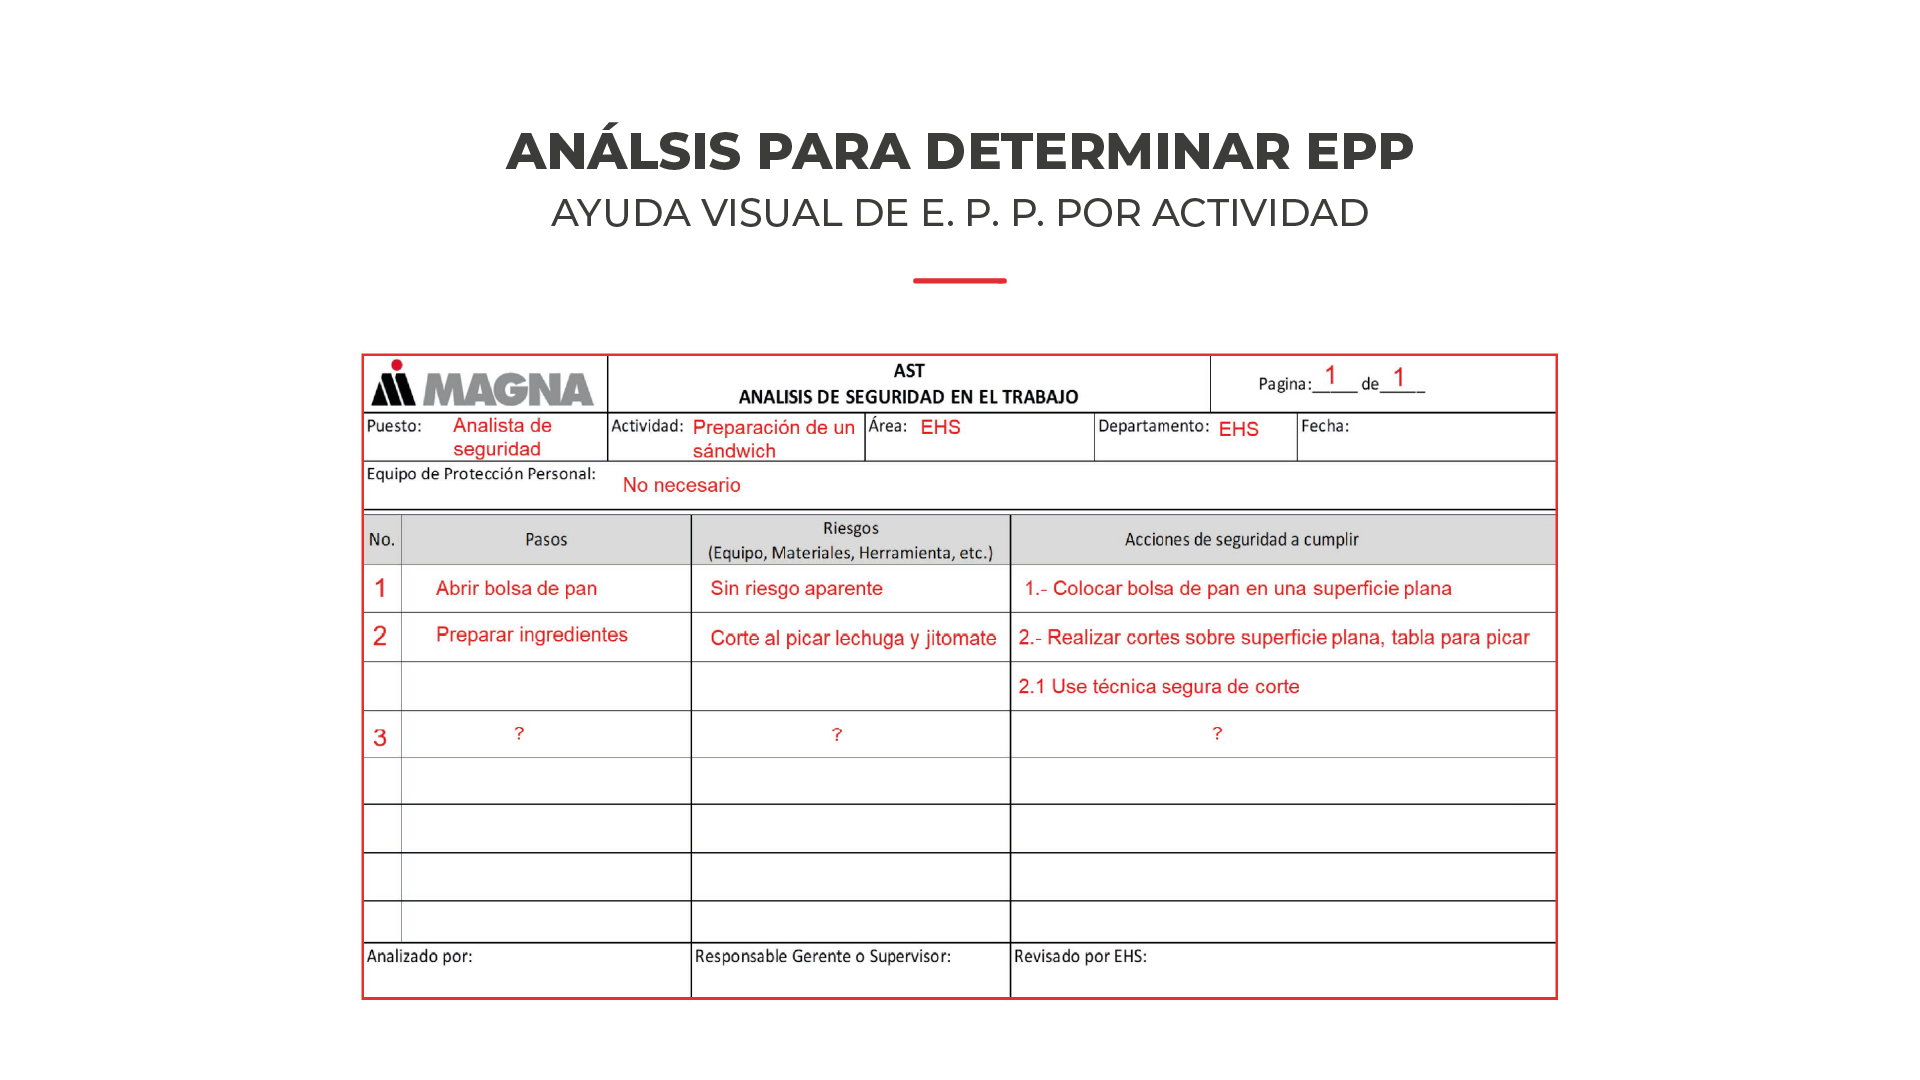 ANÁLSIS PARA DETERMINAR EPP
AYUDA VISUAL DE E. P. P. POR ACTIVIDAD
MAGNA
AST
ANALISIS DE SEGURIDAD EN EL TRABAJO
Pagina:_____ de_____
1 1
Puesto: Analista de seguridad
Actividad: Preparación de un sándwich
Área: EHS
Departamento: EHS
Fecha:
Equipo de Protección Personal: No necesario
No. Pasos Riesgos (Equipo, Materiales, Herramienta, etc.) Acciones de seguridad a cumplir
1 Abrir bolsa de pan Sin riesgo aparente 1.- Colocar bolsa de pan en una superficie plana
2 Preparar ingredientes Corte al picar lechuga y jitomate 2.- Realizar cortes sobre superficie plana, tabla para picar
2.1 Use técnica segura de corte
3 ? ? ?
Analizado por: Responsable Gerente o Supervisor: Revisado por EHS: